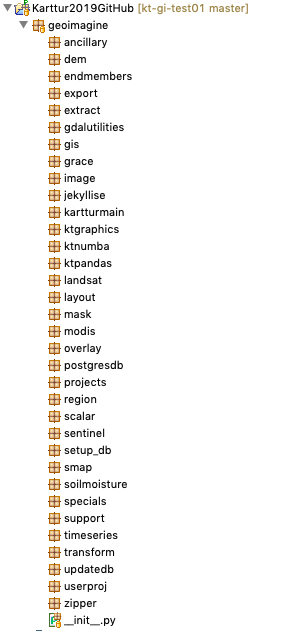 Karttur2019GitHub [kt-gi-test01 master]
geoimagine
ancillary
dem
endmembers
export
extract
gdalutilities
gis
grace
image
jekyllise
kartturmain
ktgraphics
ktnumba
ktpandas
landsat
layout
mask
modis
overlay
postgresdb
projects
region
scalar
sentinel
setup_db
smap
soilmoisture
specials
support
timeseries
transform
updatedb
userproj
zipper
__init__.py